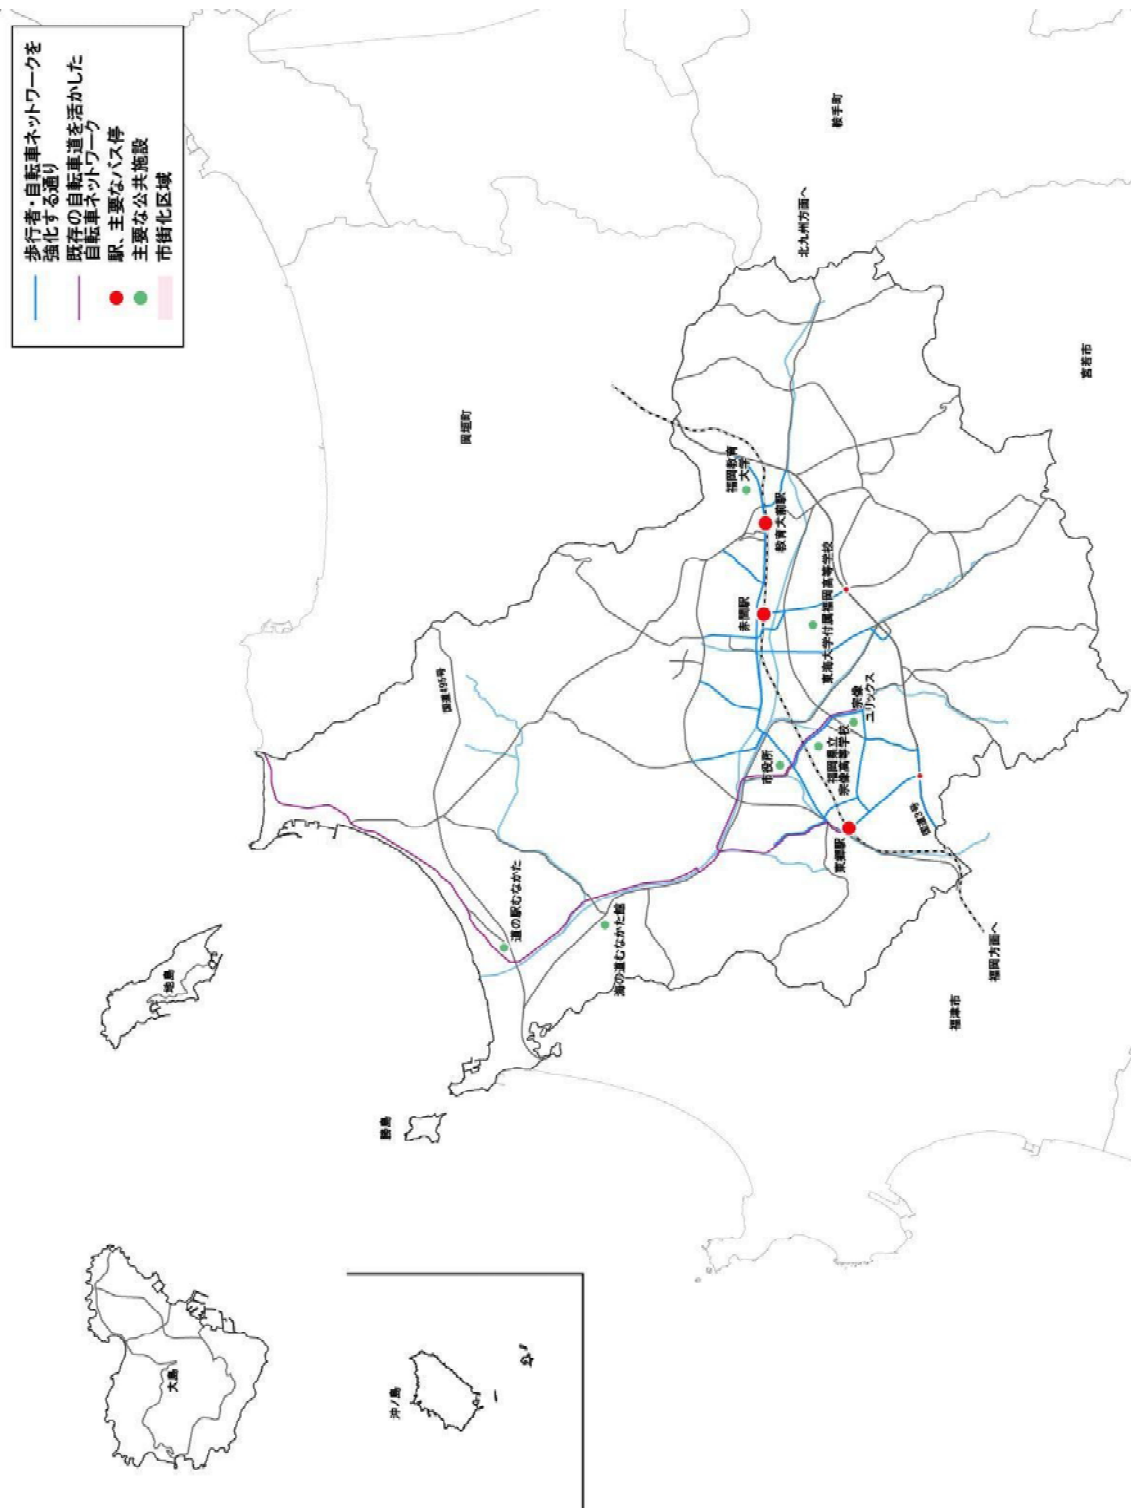 歩行者・自転車ネットワークを
強化する通り
既存の自転車道を活かした
自転車ネットワーク
駅、主要なバス停
主要な公共施設
市街化区域
鞍手町
北九州方面へ
宮若市
岡垣町
福岡教育
大学
教育大前駅
赤間駅
東海大学付属福岡高等学校
国道495号
宗像
ユリックス
福岡県立
宗像高等学校
市役所
国道3号
東郷駅
道の駅むなかた
海の道むなかた館
福岡方面へ
福津市
地島
勝島
大島
沖ノ島